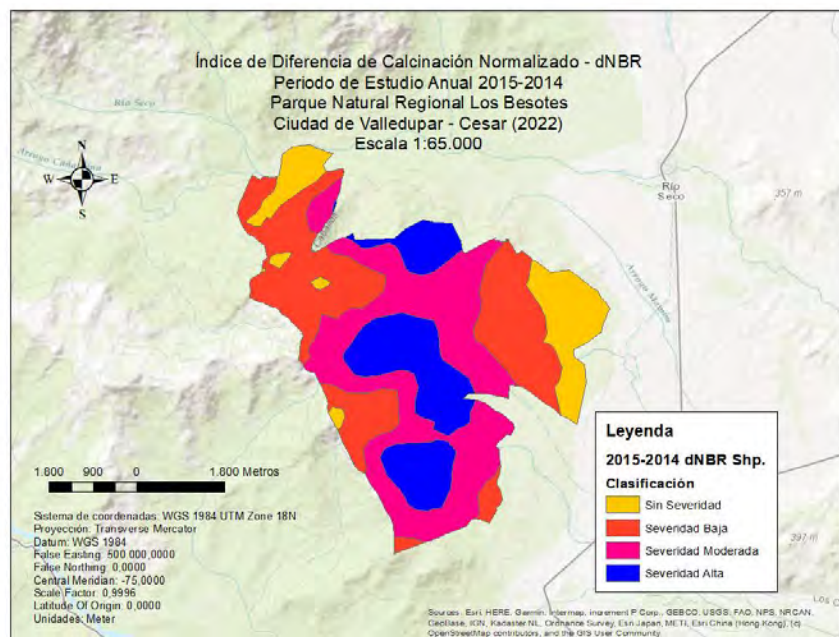 Índice de Diferencia de Calcinación Normalizado - dNBR
Periodo de Estudio Anual 2015-2014
Parque Natural Regional Los Besotes
Ciudad de Valledupar - Cesar (2022)
Escala 1:65.000
Río Seco
N
W E
S
Río
Seco
357 m
Arroyo
Leyenda
2015-2014 dNBR Shp.
Clasificación
Sin Severidad
Severidad Baja
Severidad Moderada
Severidad Alta
1.800 900 0 1.800 Metros
Sistema de coordenadas: WGS 1984 UTM Zone 18N
Proyección: Transverse Mercator
Datum: WGS 1984
False Easting: 500.000,0000
False Northing: 0,0000
Central Meridian: -75,0000
Scale Factor: 0,9996
Latitude Of Origin: 0,0000
Unidades: Meter
397 m
Los
Sources: Esri, HERE, Garmin, Intermap, increment P Corp., GEBCO, USGS, FAO, NPS, NRCAN,
GeoBase, IGN, Kadaster NL, Ordnance Survey, Esri Japan, METI, Esri China (Hong Kong), (c)
OpenStreetMap contributors, and the GIS User Community